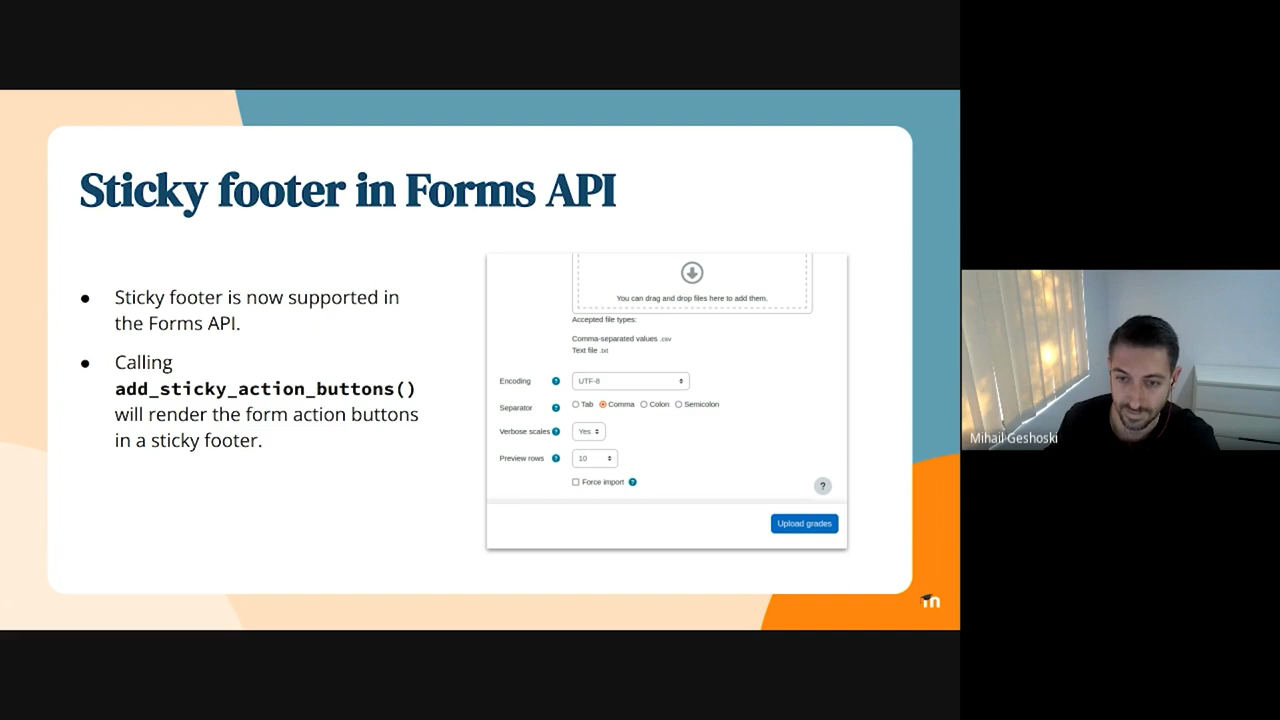 Sticky footer in Forms API
● Sticky footer is now supported in
the Forms API.
● Calling
add_sticky_action_buttons()
will render the form action buttons
in a sticky footer.
You can drag and drop files here to add them.
Accepted file types:
Comma-separated values .csv
Text file .txt
Encoding ? UTF-8
Separator ? Tab Comma Colon Semicolon
Verbose scales ? Yes
Preview rows ? 10
Force import ?
?
Upload grades
m
Mihail Geshoski